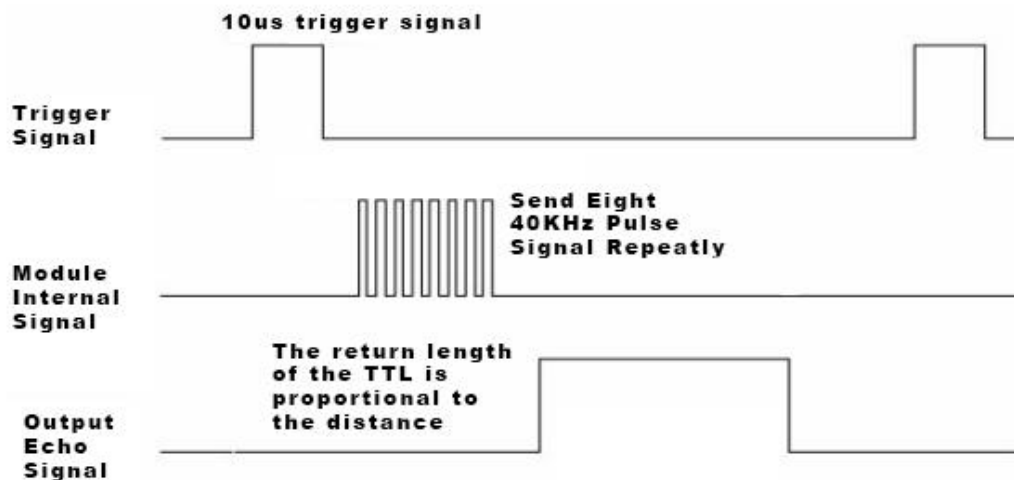 10us trigger signal
Trigger
Signal
Send Eight
40KHz Pulse
Signal Repeatly
Module
Internal
Signal
The return length
of the TTL is
proportional to
the distance
Output
Echo
Signal